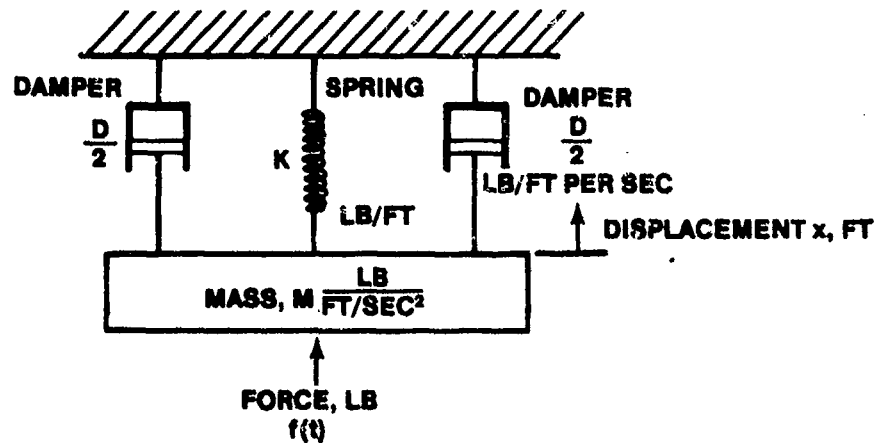 DAMPER
D
2
SPRING
K
LB/FT
DAMPER
D
2
LB/FT PER SEC
DISPLACEMENT x, FT
MASS, M LB
FT/SEC²
FORCE, LB
f(t)